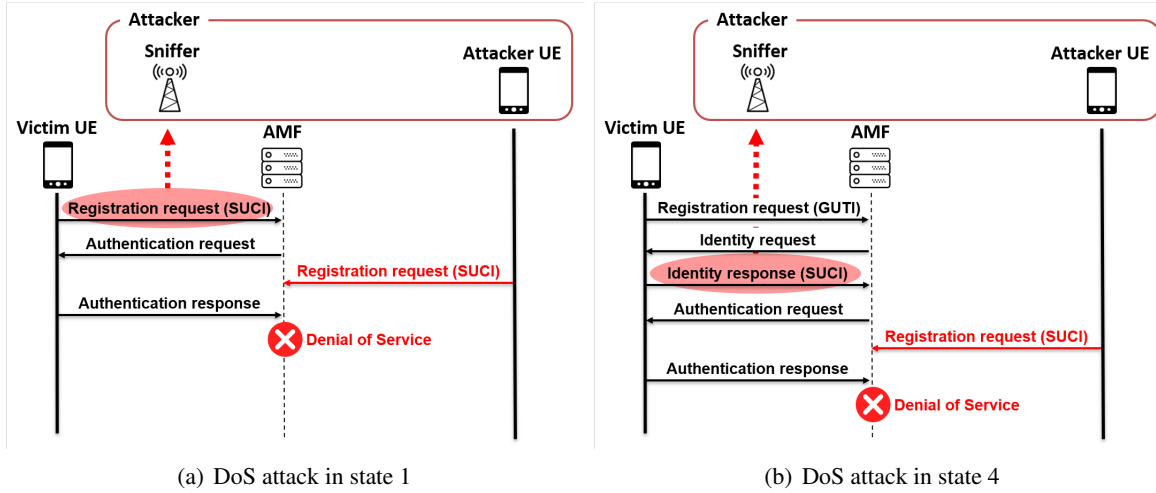 Attacker
Sniffer
Attacker UE
Victim UE
AMF
Registration request (SUCI)
Authentication request
Registration request (SUCI)
Authentication response
Denial of Service
(a) DoS attack in state 1
Attacker
Sniffer
Attacker UE
Victim UE
AMF
Registration request (GUTI)
Identity request
Identity response (SUCI)
Authentication request
Registration request (SUCI)
Authentication response
Denial of Service
(b) DoS attack in state 4